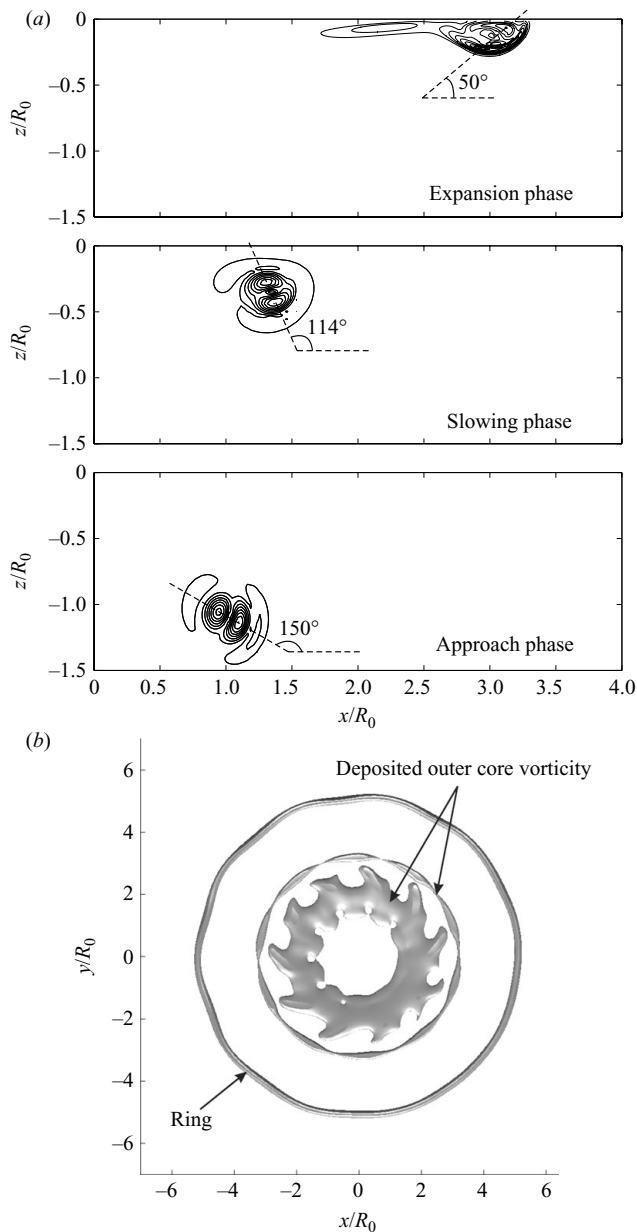 (a)
0
–0.5
–1.0
–1.5
z/R0
50°
Expansion phase
0
–0.5
–1.0
–1.5
z/R0
114°
Slowing phase
0
–0.5
–1.0
–1.5
z/R0
150°
Approach phase
0 0.5 1.0 1.5 2.0 2.5 3.0 3.5 4.0
x/R0
(b)
Deposited outer core vorticity
6
4
2
0
–2
–4
–6
y/R0
Ring
–6 –4 –2 0 2 4 6
x/R0